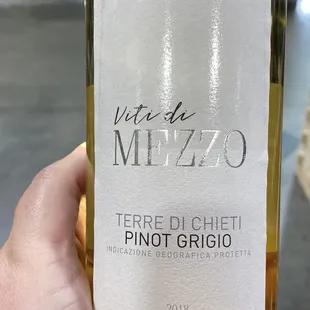 Viti di
MEZZO
TERRE DI CHIETI
PINOT GRIGIO
INDICAZIONE GEOGRAFICA PROTETTA
2018